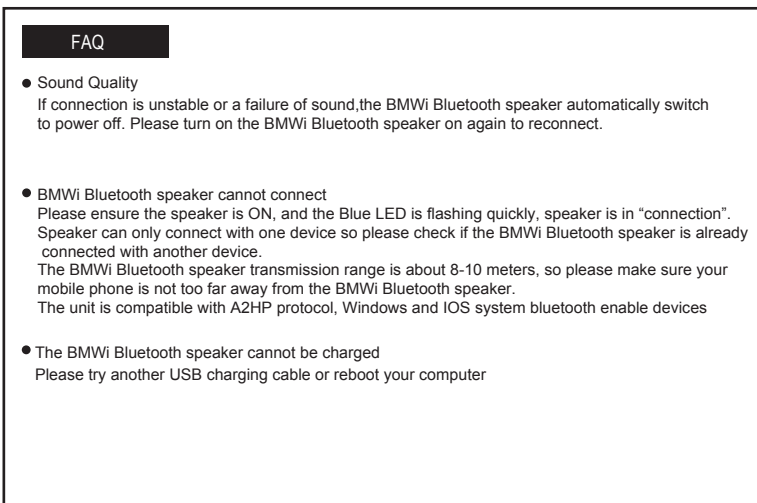 FAQ
Sound Quality
If connection is unstable or a failure of sound,the BMWi Bluetooth speaker automatically switch
to power off. Please turn on the BMWi Bluetooth speaker on again to reconnect.
BMWi Bluetooth speaker cannot connect
Please ensure the speaker is ON, and the Blue LED is flashing quickly, speaker is in “connection”.
Speaker can only connect with one device so please check if the BMWi Bluetooth speaker is already
connected with another device.
The BMWi Bluetooth speaker transmission range is about 8-10 meters, so please make sure your
mobile phone is not too far away from the BMWi Bluetooth speaker.
The unit is compatible with A2HP protocol, Windows and IOS system bluetooth enable devices
The BMWi Bluetooth speaker cannot be charged
Please try another USB charging cable or reboot your computer